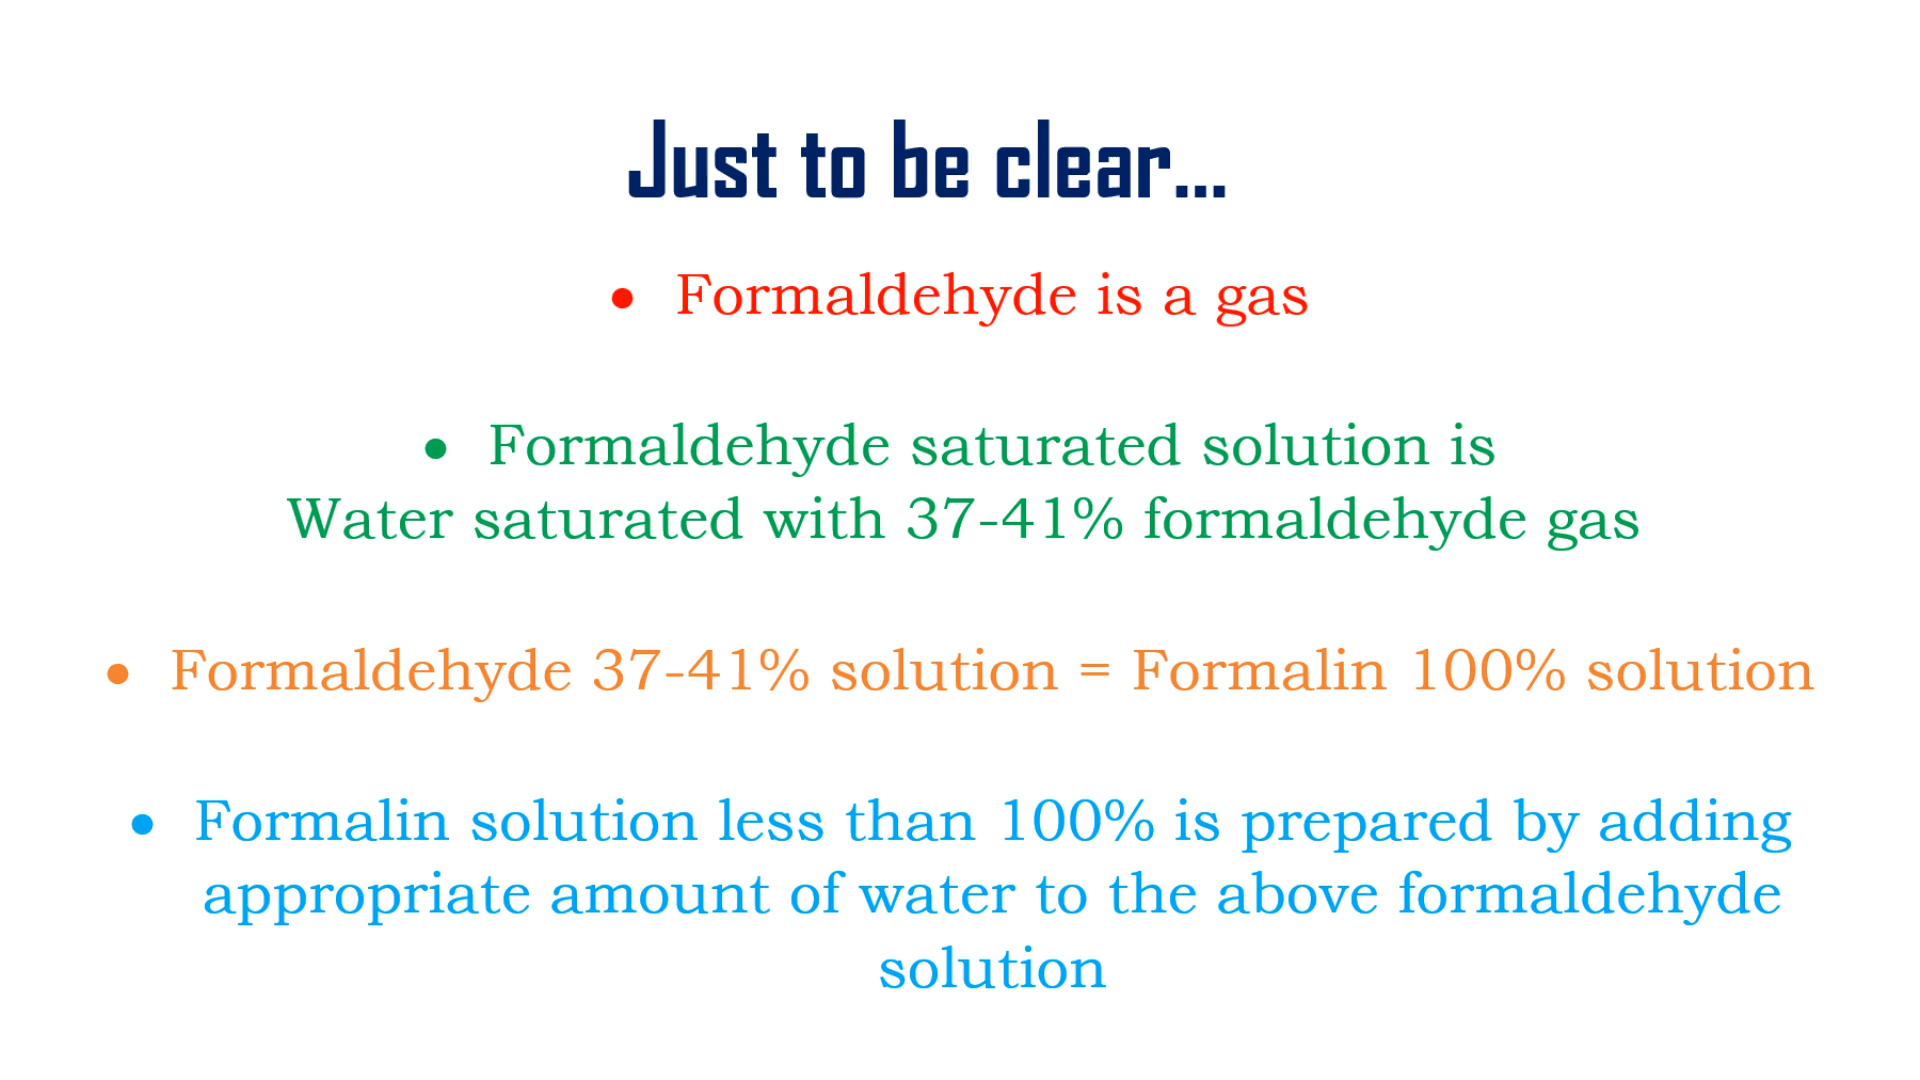 Just to be clear...
• Formaldehyde is a gas
• Formaldehyde saturated solution is
Water saturated with 37-41% formaldehyde gas
• Formaldehyde 37-41% solution = Formalin 100% solution
• Formalin solution less than 100% is prepared by adding
appropriate amount of water to the above formaldehyde
solution